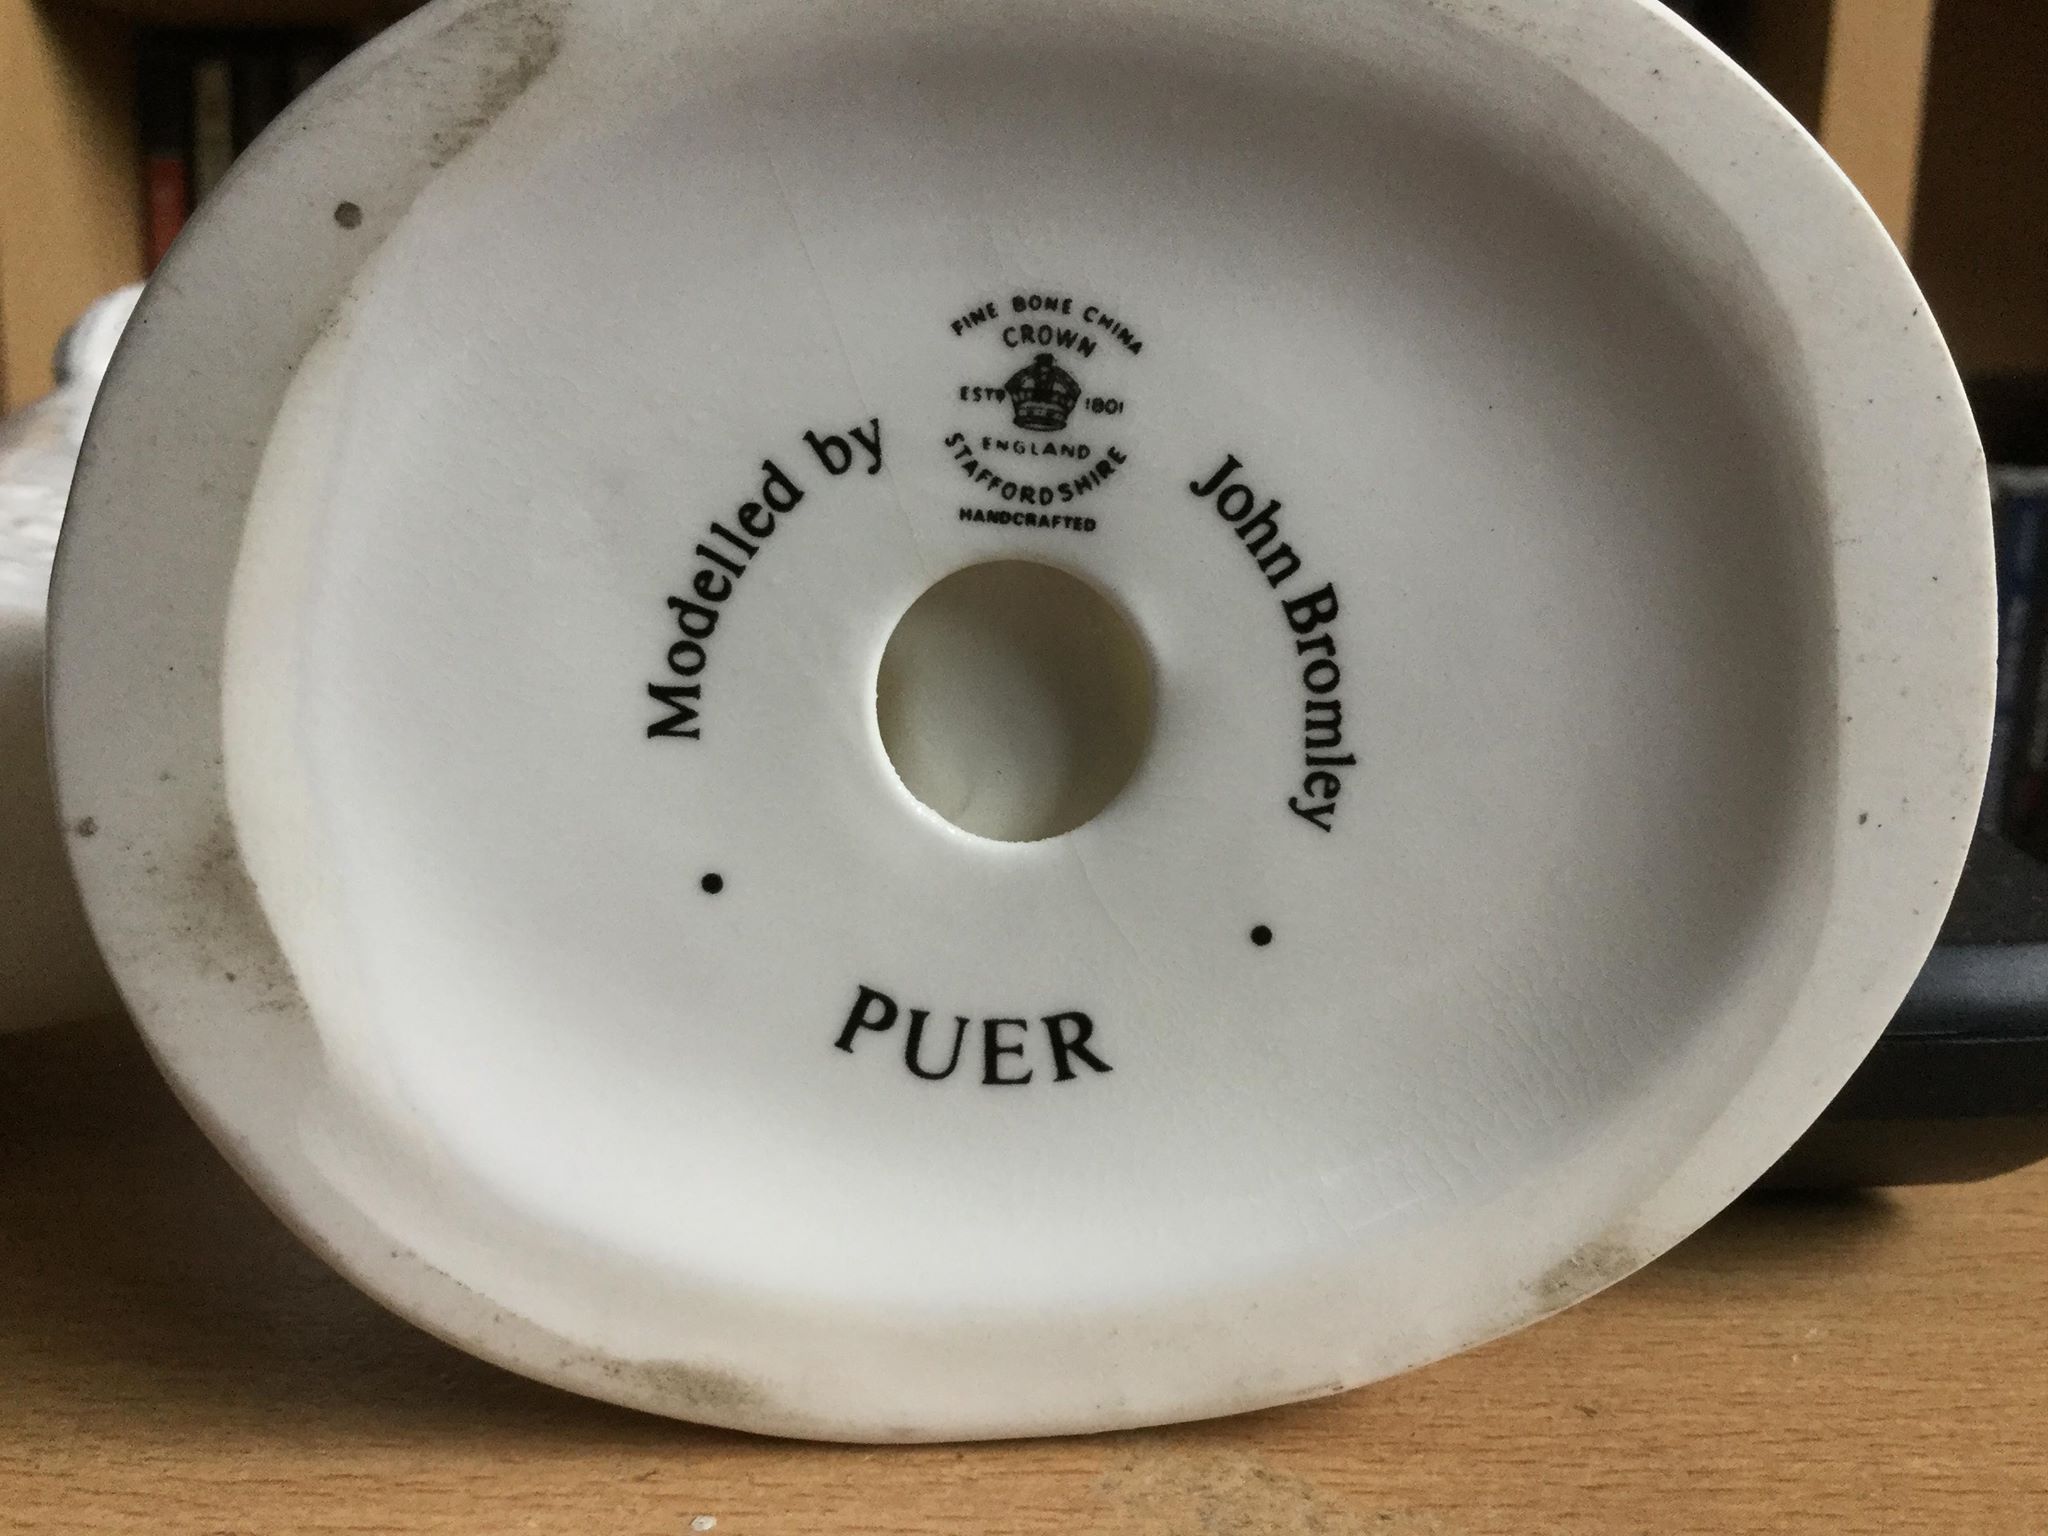 FINE BONE CHINA
CROWN
ESTD 1801
ENGLAND
STAFFORDSHIRE
HANDCRAFTED
Modelled by John Bromley
• PUER •